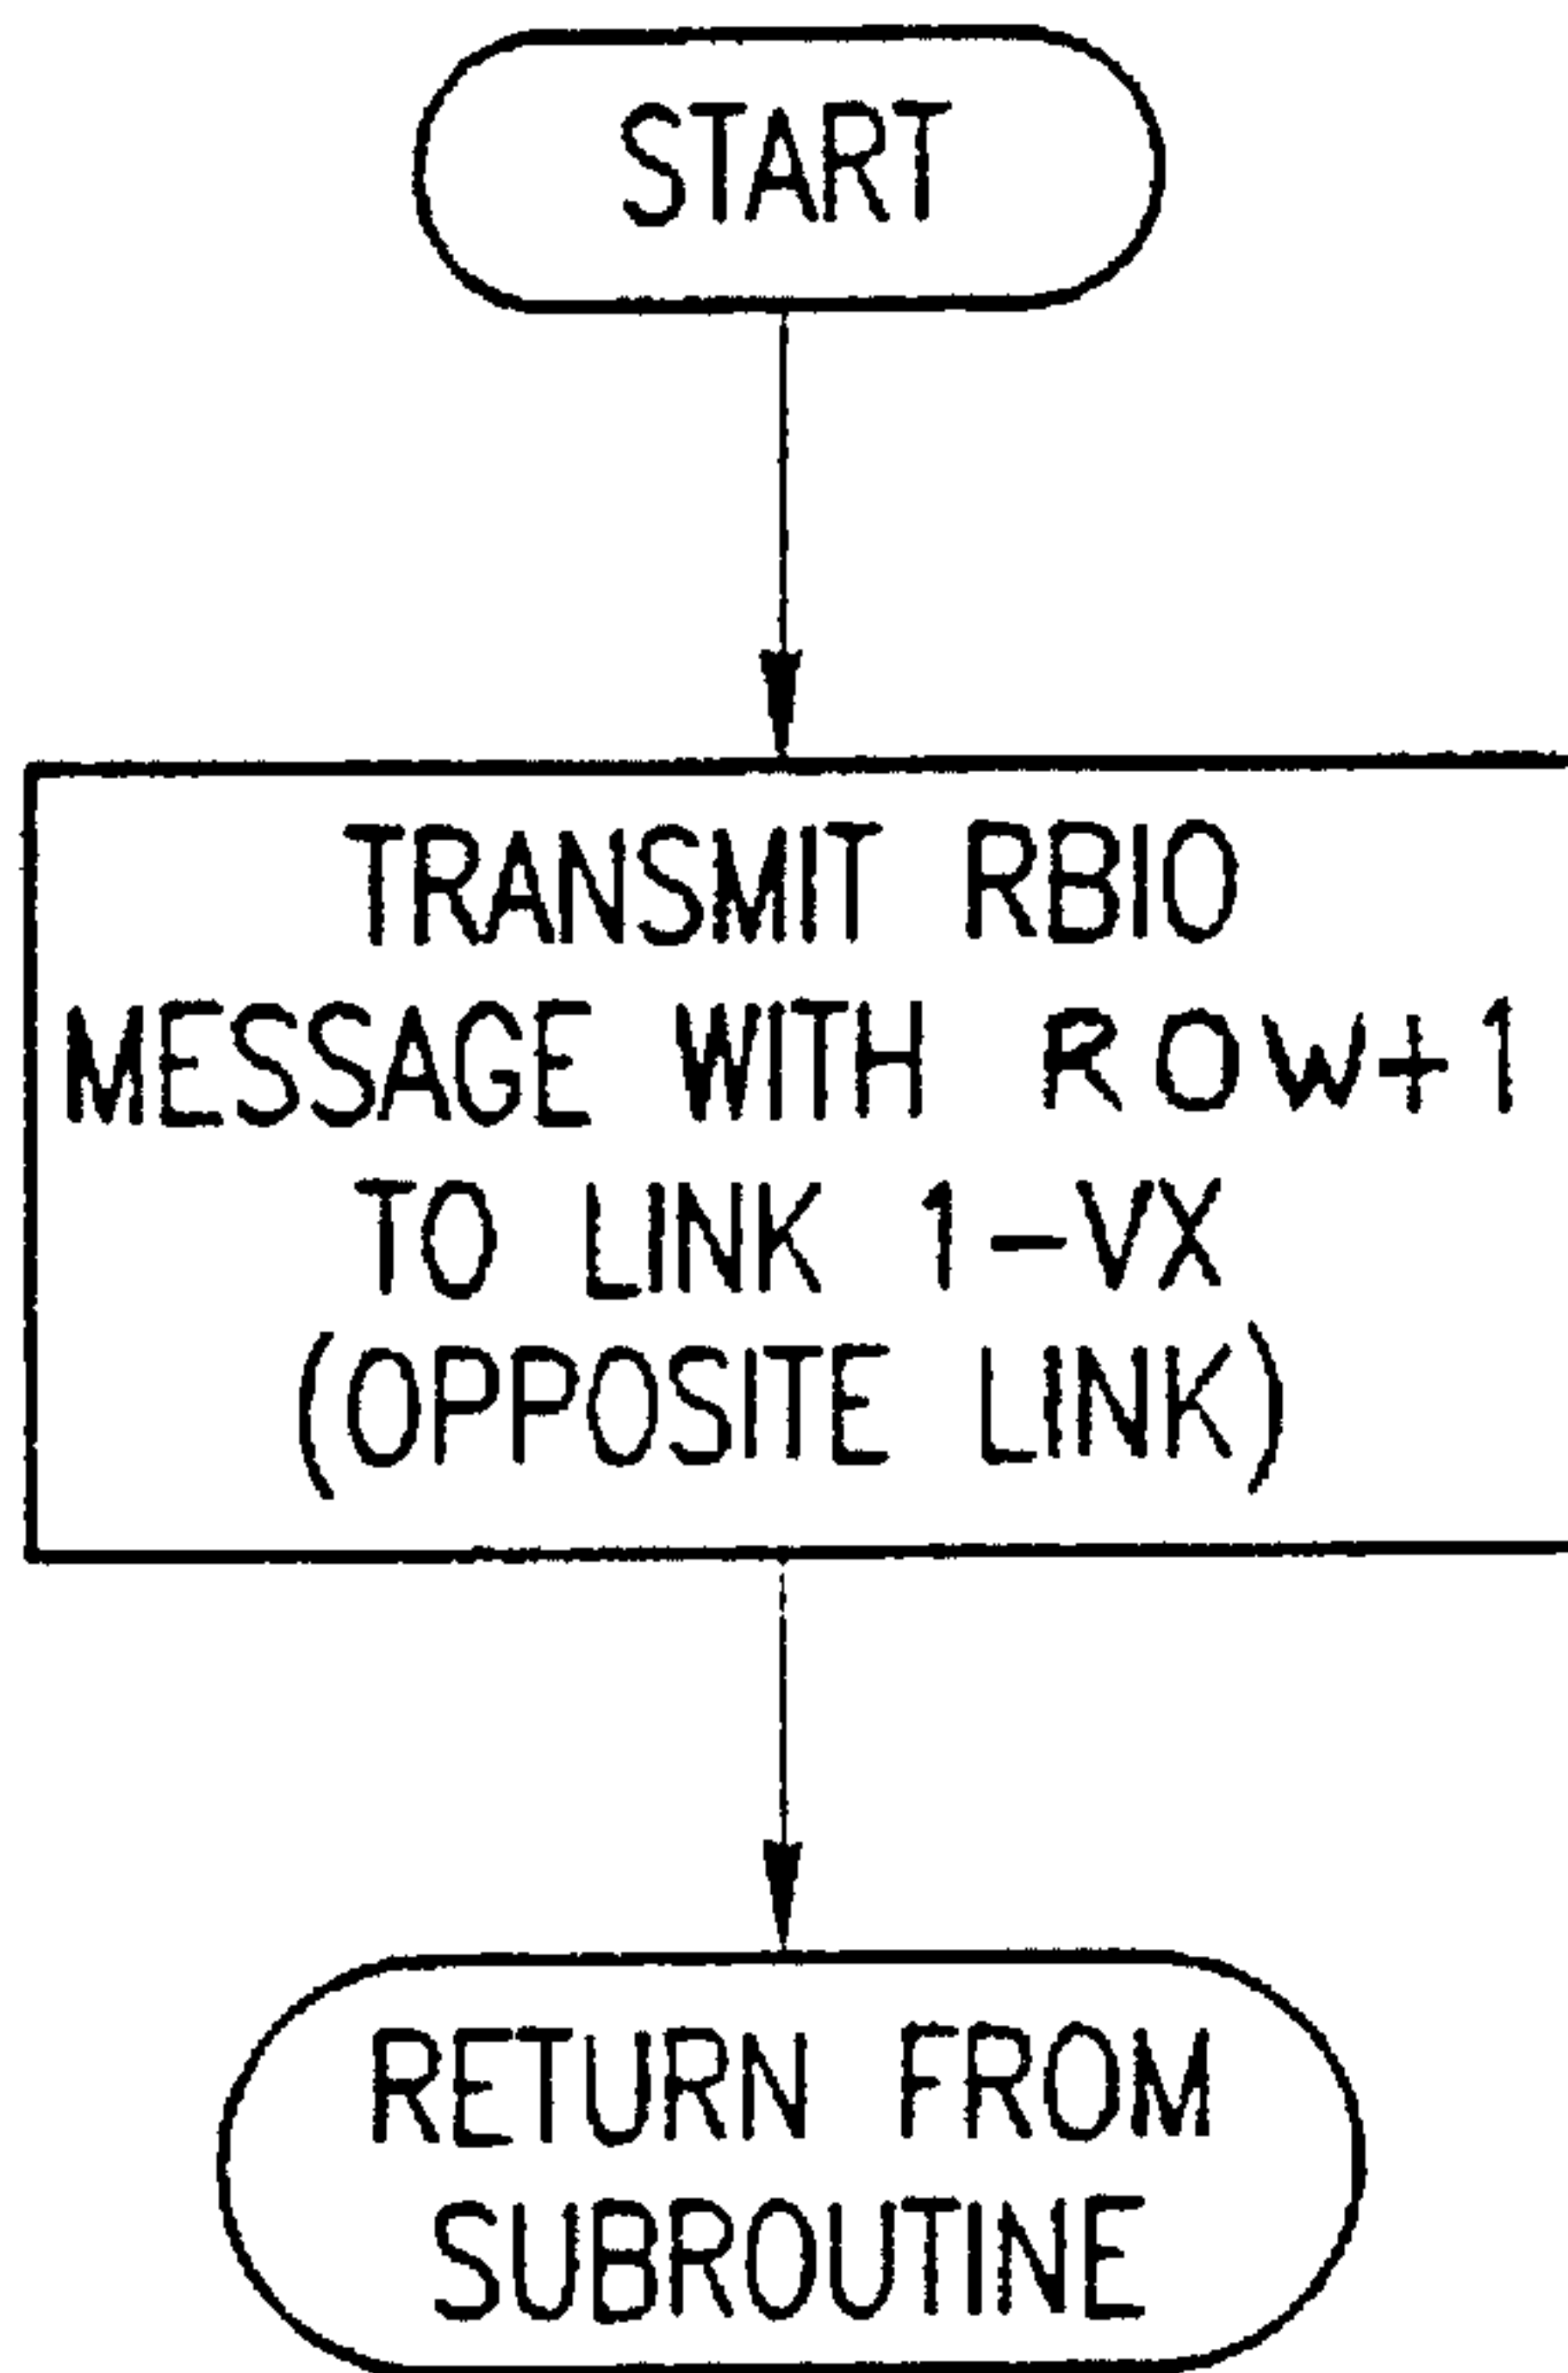 START
TRANSMIT RBIO
MESSAGE WITH ROW+1
TO LINK 1-VX
(OPPOSITE LINK)
RETURN FROM
SUBROUTINE